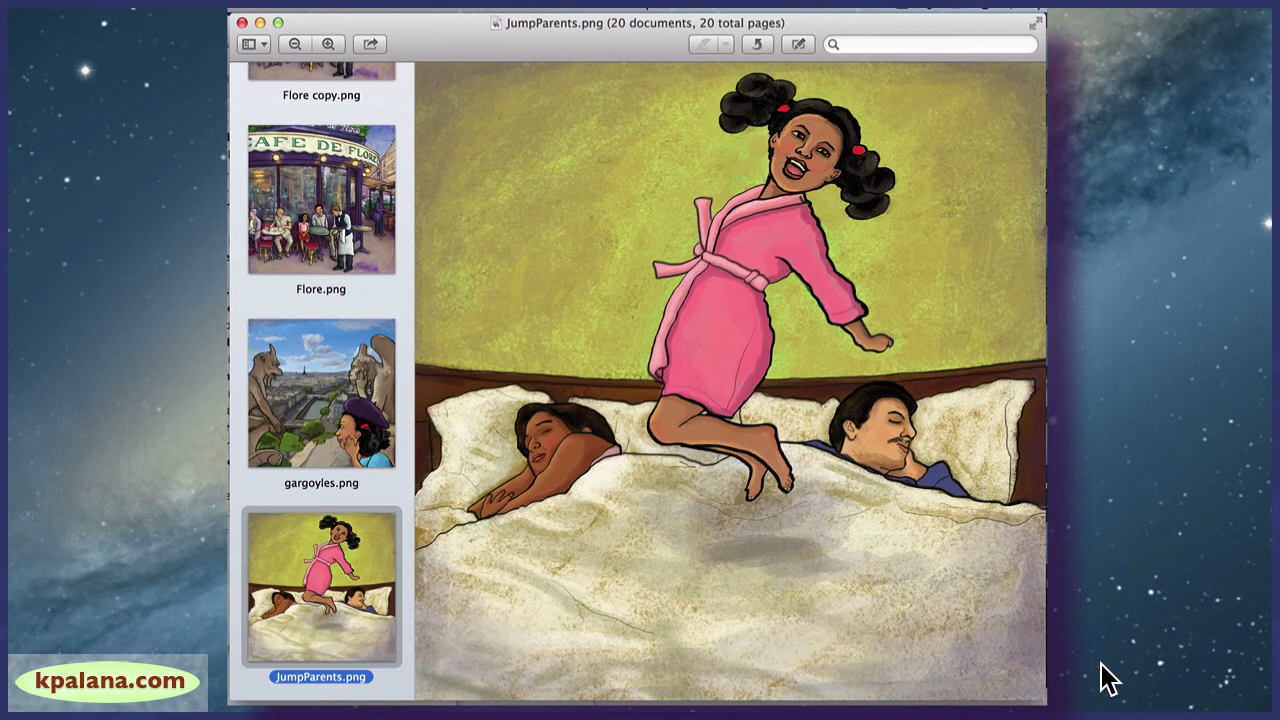 JumpParents.png (20 documents, 20 total pages)
Flore copy.png
CAFE DE FLORE
Flore.png
gargoyles.png
JumpParents.png
kpalana.com